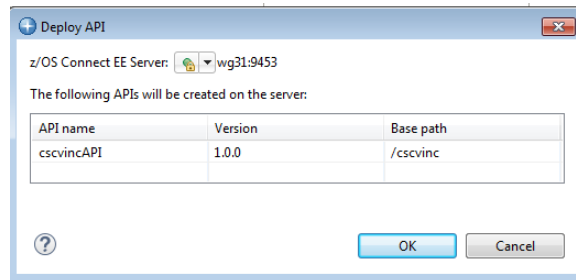 Deploy API
z/OS Connect EE Server: wg31:9453
The following APIs will be created on the server:
API name Version Base path
cscvincAPI 1.0.0 /cscvinc
? OK Cancel